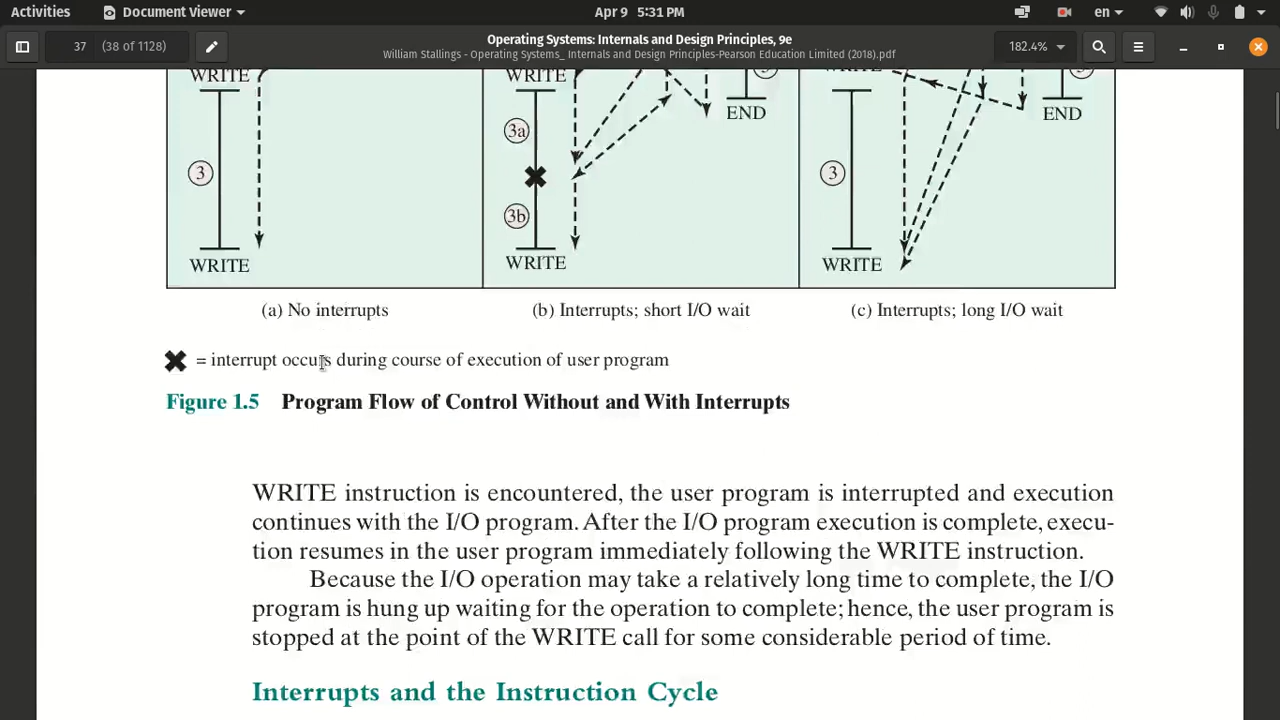 Activities
Document Viewer
Apr 9 5:31 PM
en
37
(38 of 1128)
Operating Systems: Internals and Design Principles, 9e
William Stallings - Operating Systems_ Internals and Design Principles-Pearson Education Limited (2018).pdf
182.4%
WRITE
WRITE
END
END
3a
3
3
3b
WRITE
WRITE
WRITE
(a) No interrupts
(b) Interrupts; short I/O wait
(c) Interrupts; long I/O wait
✖ = interrupt occurs during course of execution of user program
Figure 1.5 Program Flow of Control Without and With Interrupts
WRITE instruction is encountered, the user program is interrupted and execution
continues with the I/O program. After the I/O program execution is complete, execu-
tion resumes in the user program immediately following the WRITE instruction.
Because the I/O operation may take a relatively long time to complete, the I/O
program is hung up waiting for the operation to complete; hence, the user program is
stopped at the point of the WRITE call for some considerable period of time.
Interrupts and the Instruction Cycle